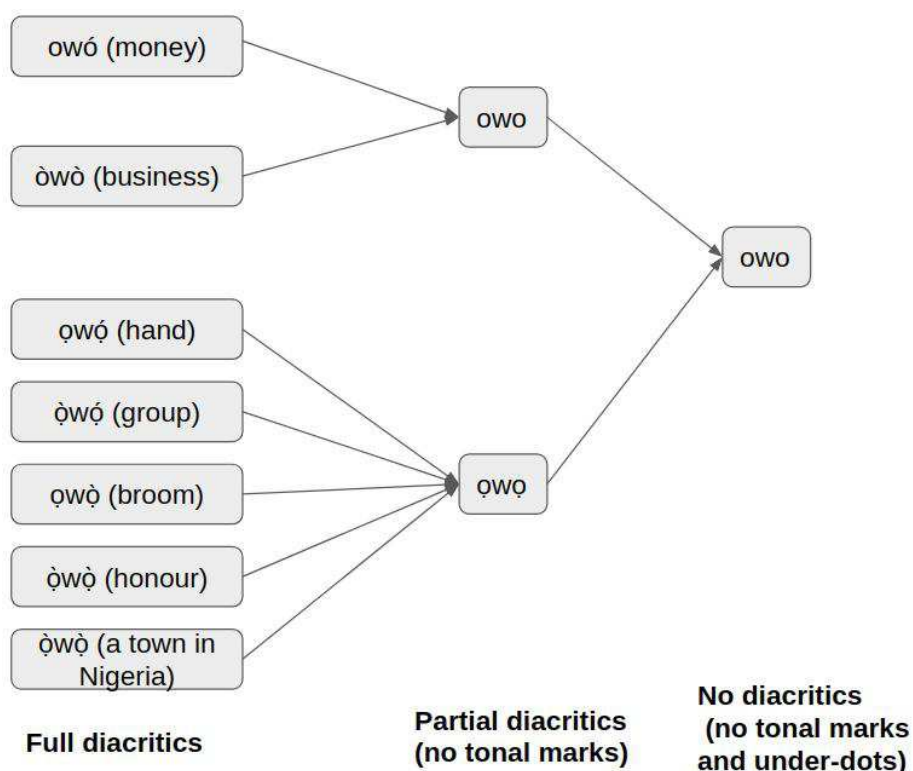 owó (money)
òwò (business)
ọwọ́ (hand)
ọ̀wọ́ (group)
ọwọ̀ (broom)
ọ̀wọ̀ (honour)
ọ̀wọ̀ (a town in
Nigeria)
Full diacritics
owo
ọwọ
Partial diacritics
(no tonal marks)
owo
No diacritics
(no tonal marks
and under-dots)